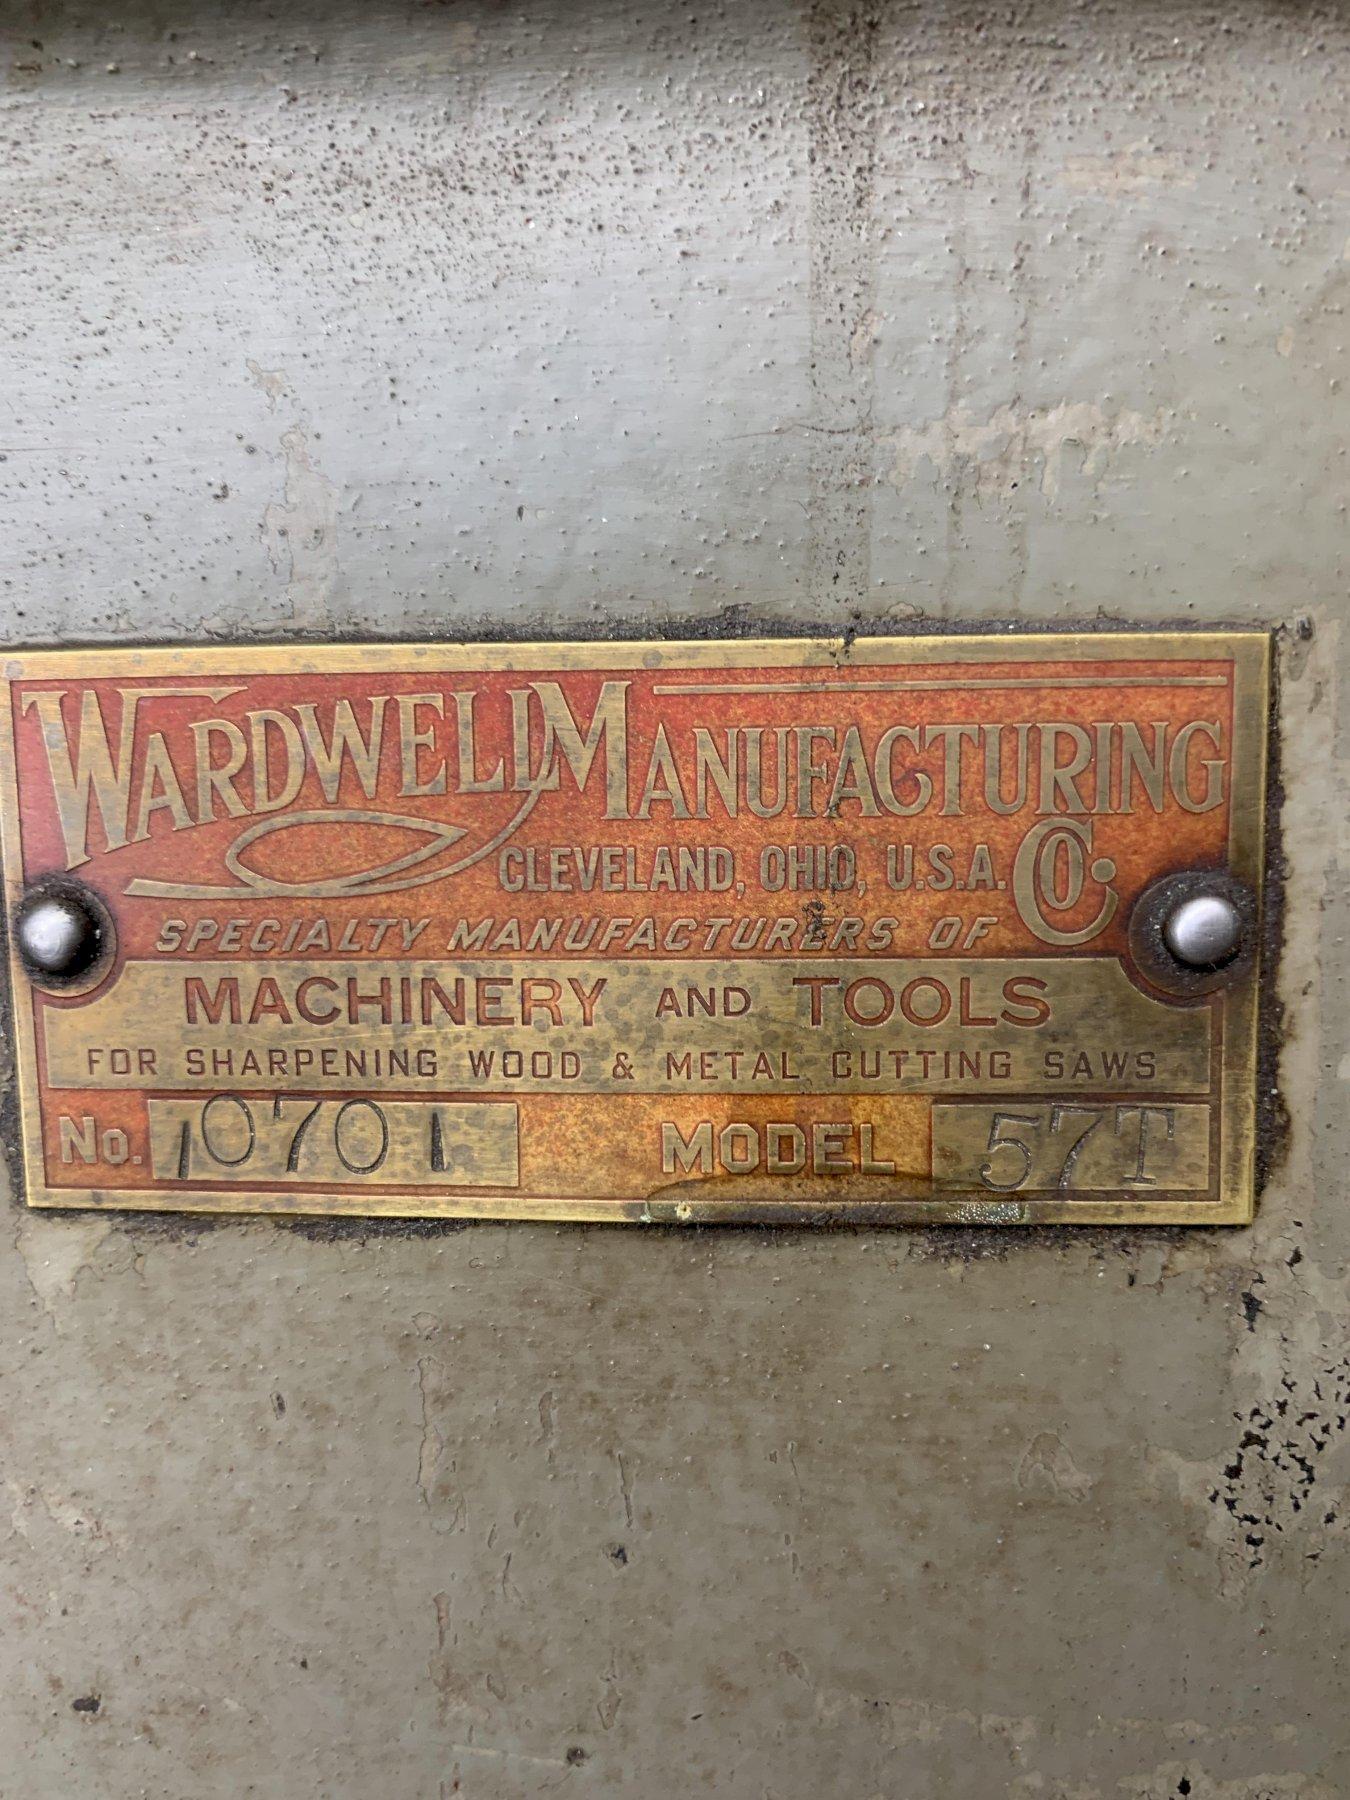 WARDWELL MANUFACTURING Co.
CLEVELAND, OHIO, U.S.A.
SPECIALTY MANUFACTURERS OF
MACHINERY AND TOOLS
FOR SHARPENING WOOD & METAL CUTTING SAWS
No. 10701 MODEL 57T